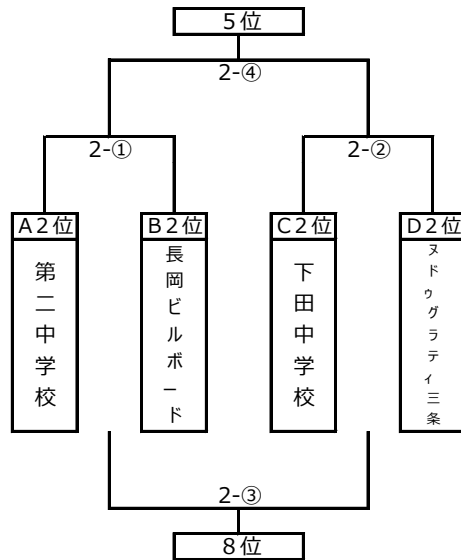 5位
2-④
2-①
2-②
A2位
B2位
C2位
D2位
第二中学校
長岡ビルボード
下田中学校
ヌドゥグラティ三条
2-③
8位